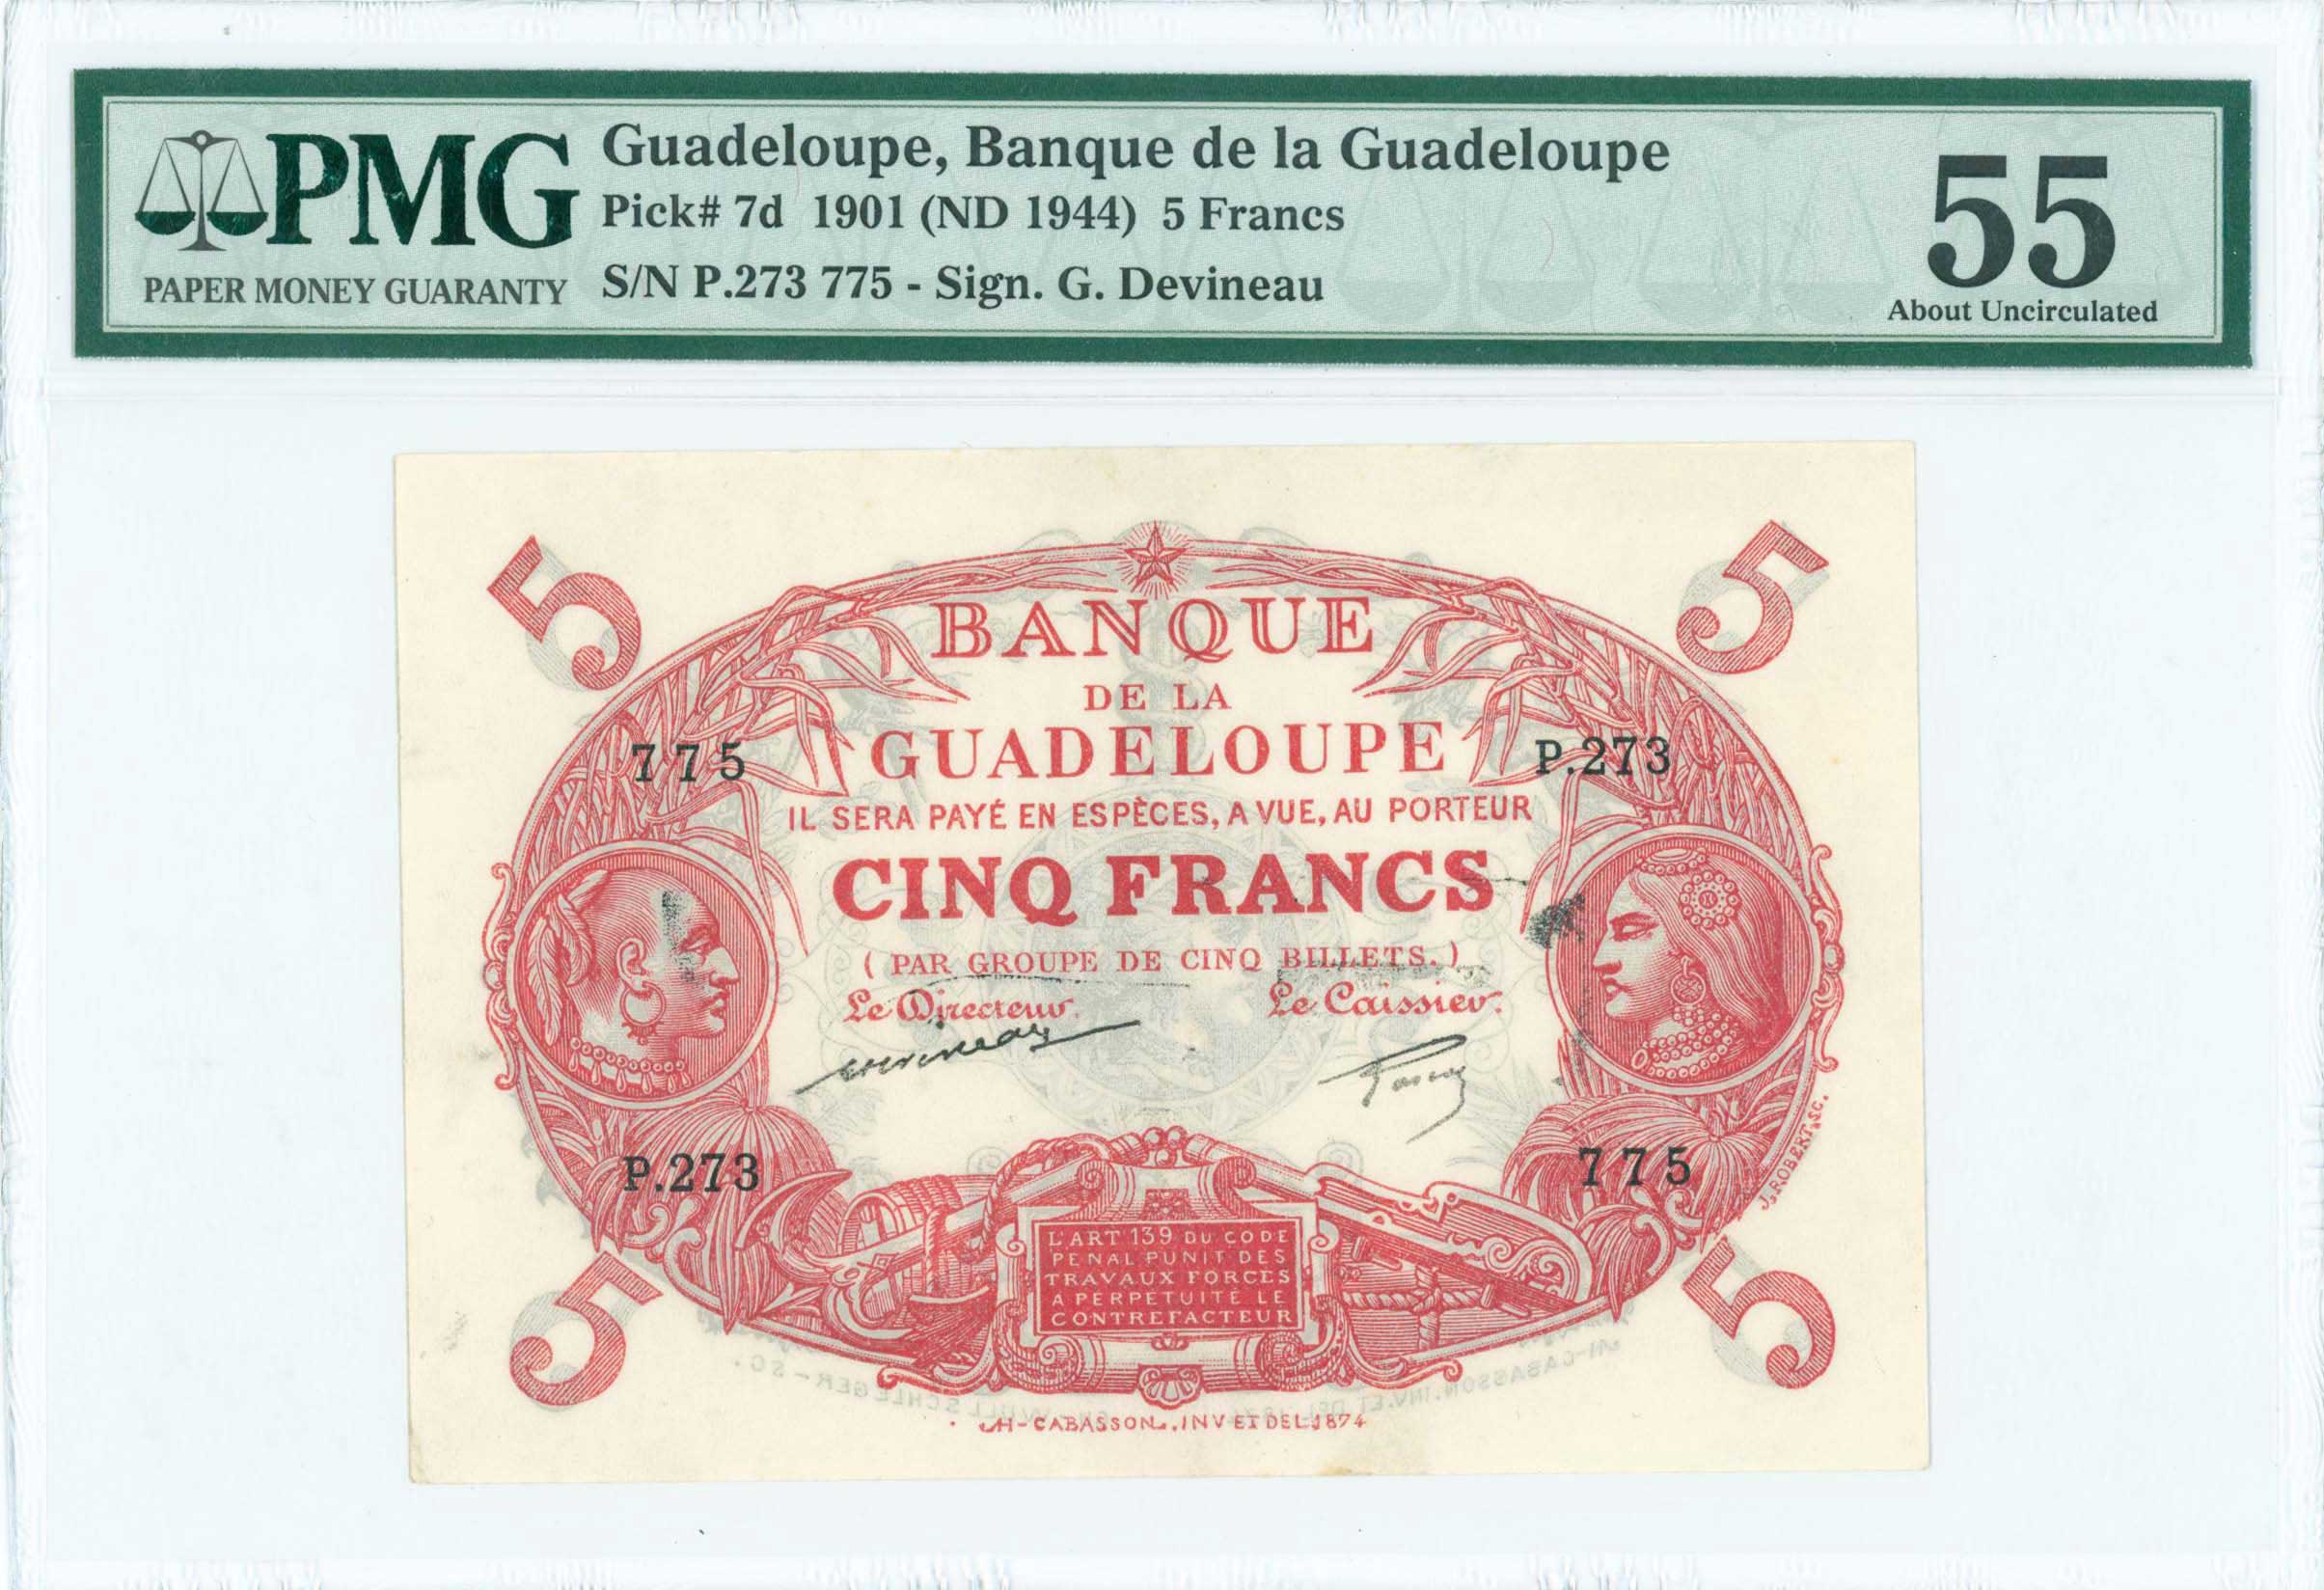 PMG
PAPER MONEY GUARANTY
Guadeloupe, Banque de la Guadeloupe
Pick# 7d 1901 (ND 1944) 5 Francs
S/N P.273 775 - Sign. G. Devineau
55
About Uncirculated
5
5
BANQUE
DE LA
GUADELOUPE
775
P.273
IL SERA PAYÉ EN ESPÈCES, A VUE, AU PORTEUR
CINQ FRANCS
( PAR GROUPE DE CINQ BILLETS. )
Le Directeur.
Le Caissier.
P.273
775
J. ROBERT, SC.
L'ART 139 DU CODE
PENAL PUNIT DES
TRAVAUX FORCES
A PERPETUITÉ LE
CONTREFACTEUR
5
5
H-CABASSON. INV ET DEL 1874